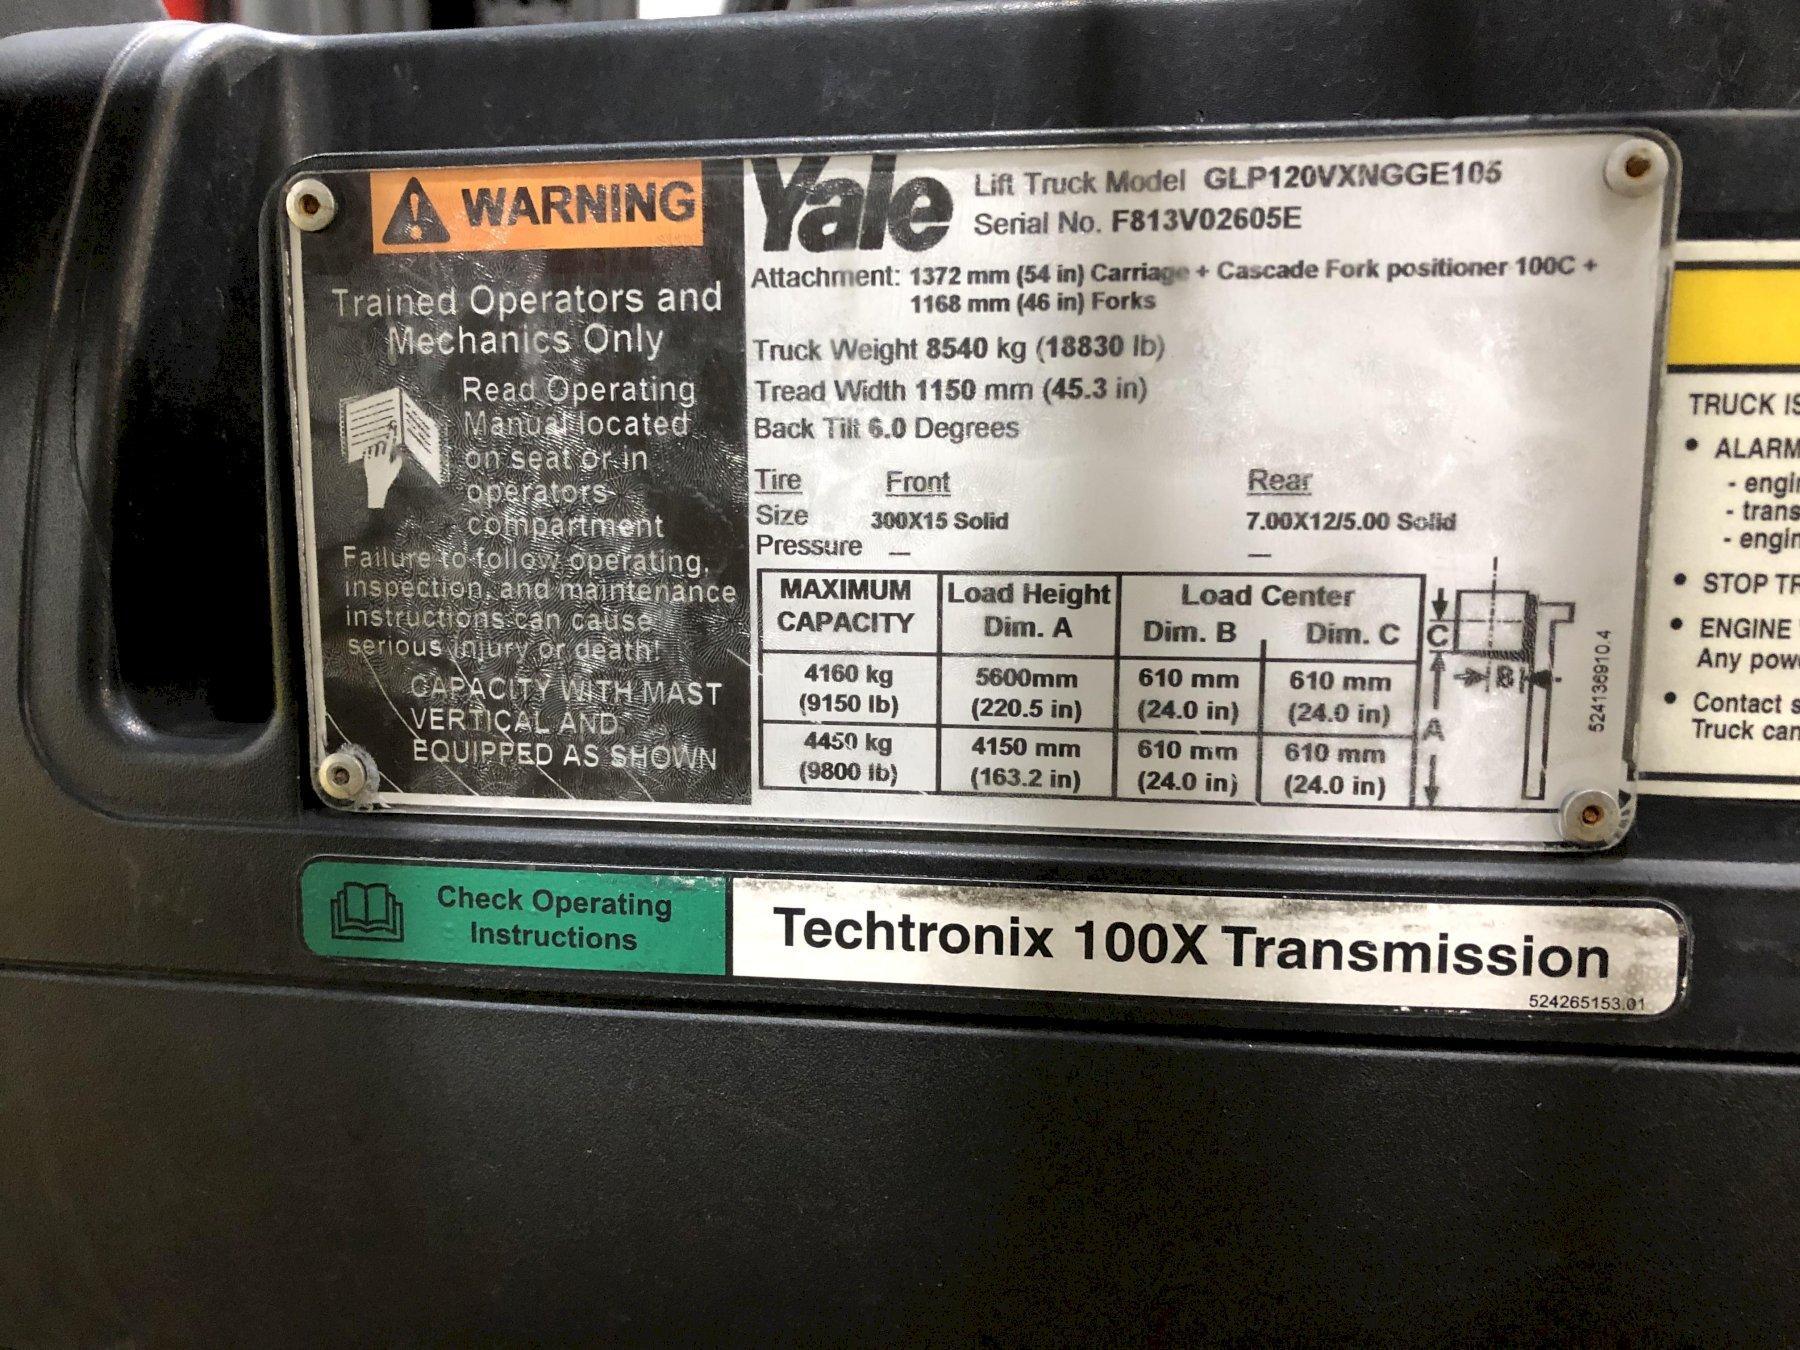 WARNING
Trained Operators and
Mechanics Only
Read Operating
Manual located
on seat or in
operators
compartment
Failure to follow operating,
inspection, and maintenance
instructions can cause
serious injury or death!
CAPACITY WITH MAST
VERTICAL AND
EQUIPPED AS SHOWN
Yale
Lift Truck Model GLP120VXNGGE105
Serial No. F813V02605E
Attachment: 1372 mm (54 in) Carriage + Cascade Fork positioner 100C +
1168 mm (46 in) Forks
Truck Weight 8540 kg (18830 lb)
Tread Width 1150 mm (45.3 in)
Back Tilt 6.0 Degrees
Tire Front Rear
Size 300X15 Solid 7.00X12/5.00 Solid
Pressure — —
MAXIMUM Load Height Load Center
CAPACITY Dim. A Dim. B Dim. C
4160 kg 5600mm 610 mm 610 mm
(9150 lb) (220.5 in) (24.0 in) (24.0 in)
4450 kg 4150 mm 610 mm 610 mm
(9800 lb) (163.2 in) (24.0 in) (24.0 in)
C
B
A
524136910.4
TRUCK IS
• ALARM
- engin
- trans
- engin
• STOP TR
• ENGINE
Any powe
• Contact s
Truck can
Check Operating
Instructions
Techtronix 100X Transmission
524265153.01